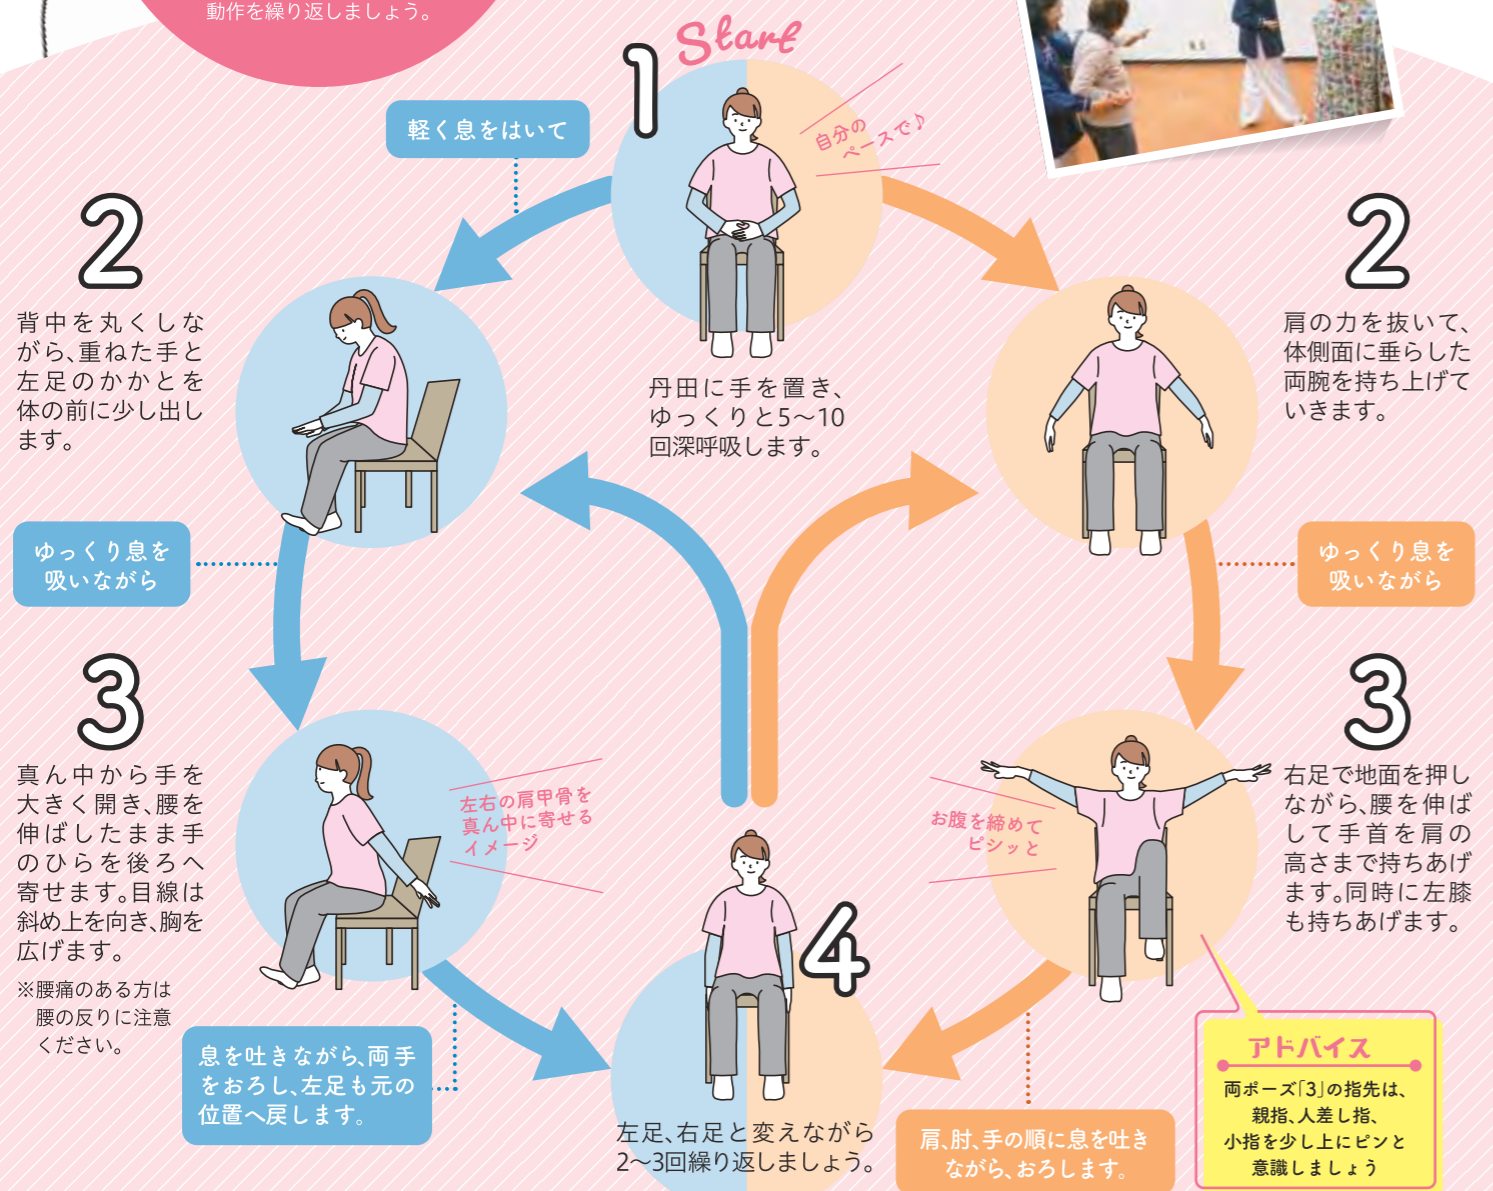 動作を繰り返しましょう。
Start
1
自分の
ペースで♪
丹田に手を置き、
ゆっくりと5〜10
回深呼吸します。
軽く息をはいて
2
背中を丸くしな
がら、重ねた手と
左足のかかとを
体の前に少し出し
ます。
ゆっくり息を
吸いながら
3
真ん中から手を
大きく開き、腰を
伸ばしたまま手
のひらを後ろへ
寄せます。目線は
斜め上を向き、胸を
広げます。
※腰痛のある方は
腰の反りに注意
ください。
左右の肩甲骨を
真ん中に寄せる
イメージ
息を吐きながら、両手
をおろし、左足も元の
位置へ戻します。
2
肩の力を抜いて、
体側面に垂らした
両腕を持ち上げて
いきます。
ゆっくり息を
吸いながら
3
右足で地面を押し
ながら、腰を伸ば
して手首を肩の
高さまで持ちあげ
ます。同時に左膝
も持ちあげます。
お腹を締めて
ピシッと
肩、肘、手の順に息を吐き
ながら、おろします。
4
左足、右足と変えながら
2〜3回繰り返しましょう。
アドバイス
両ポーズ「3」の指先は、
親指、人差し指、
小指を少し上にピンと
意識しましょう